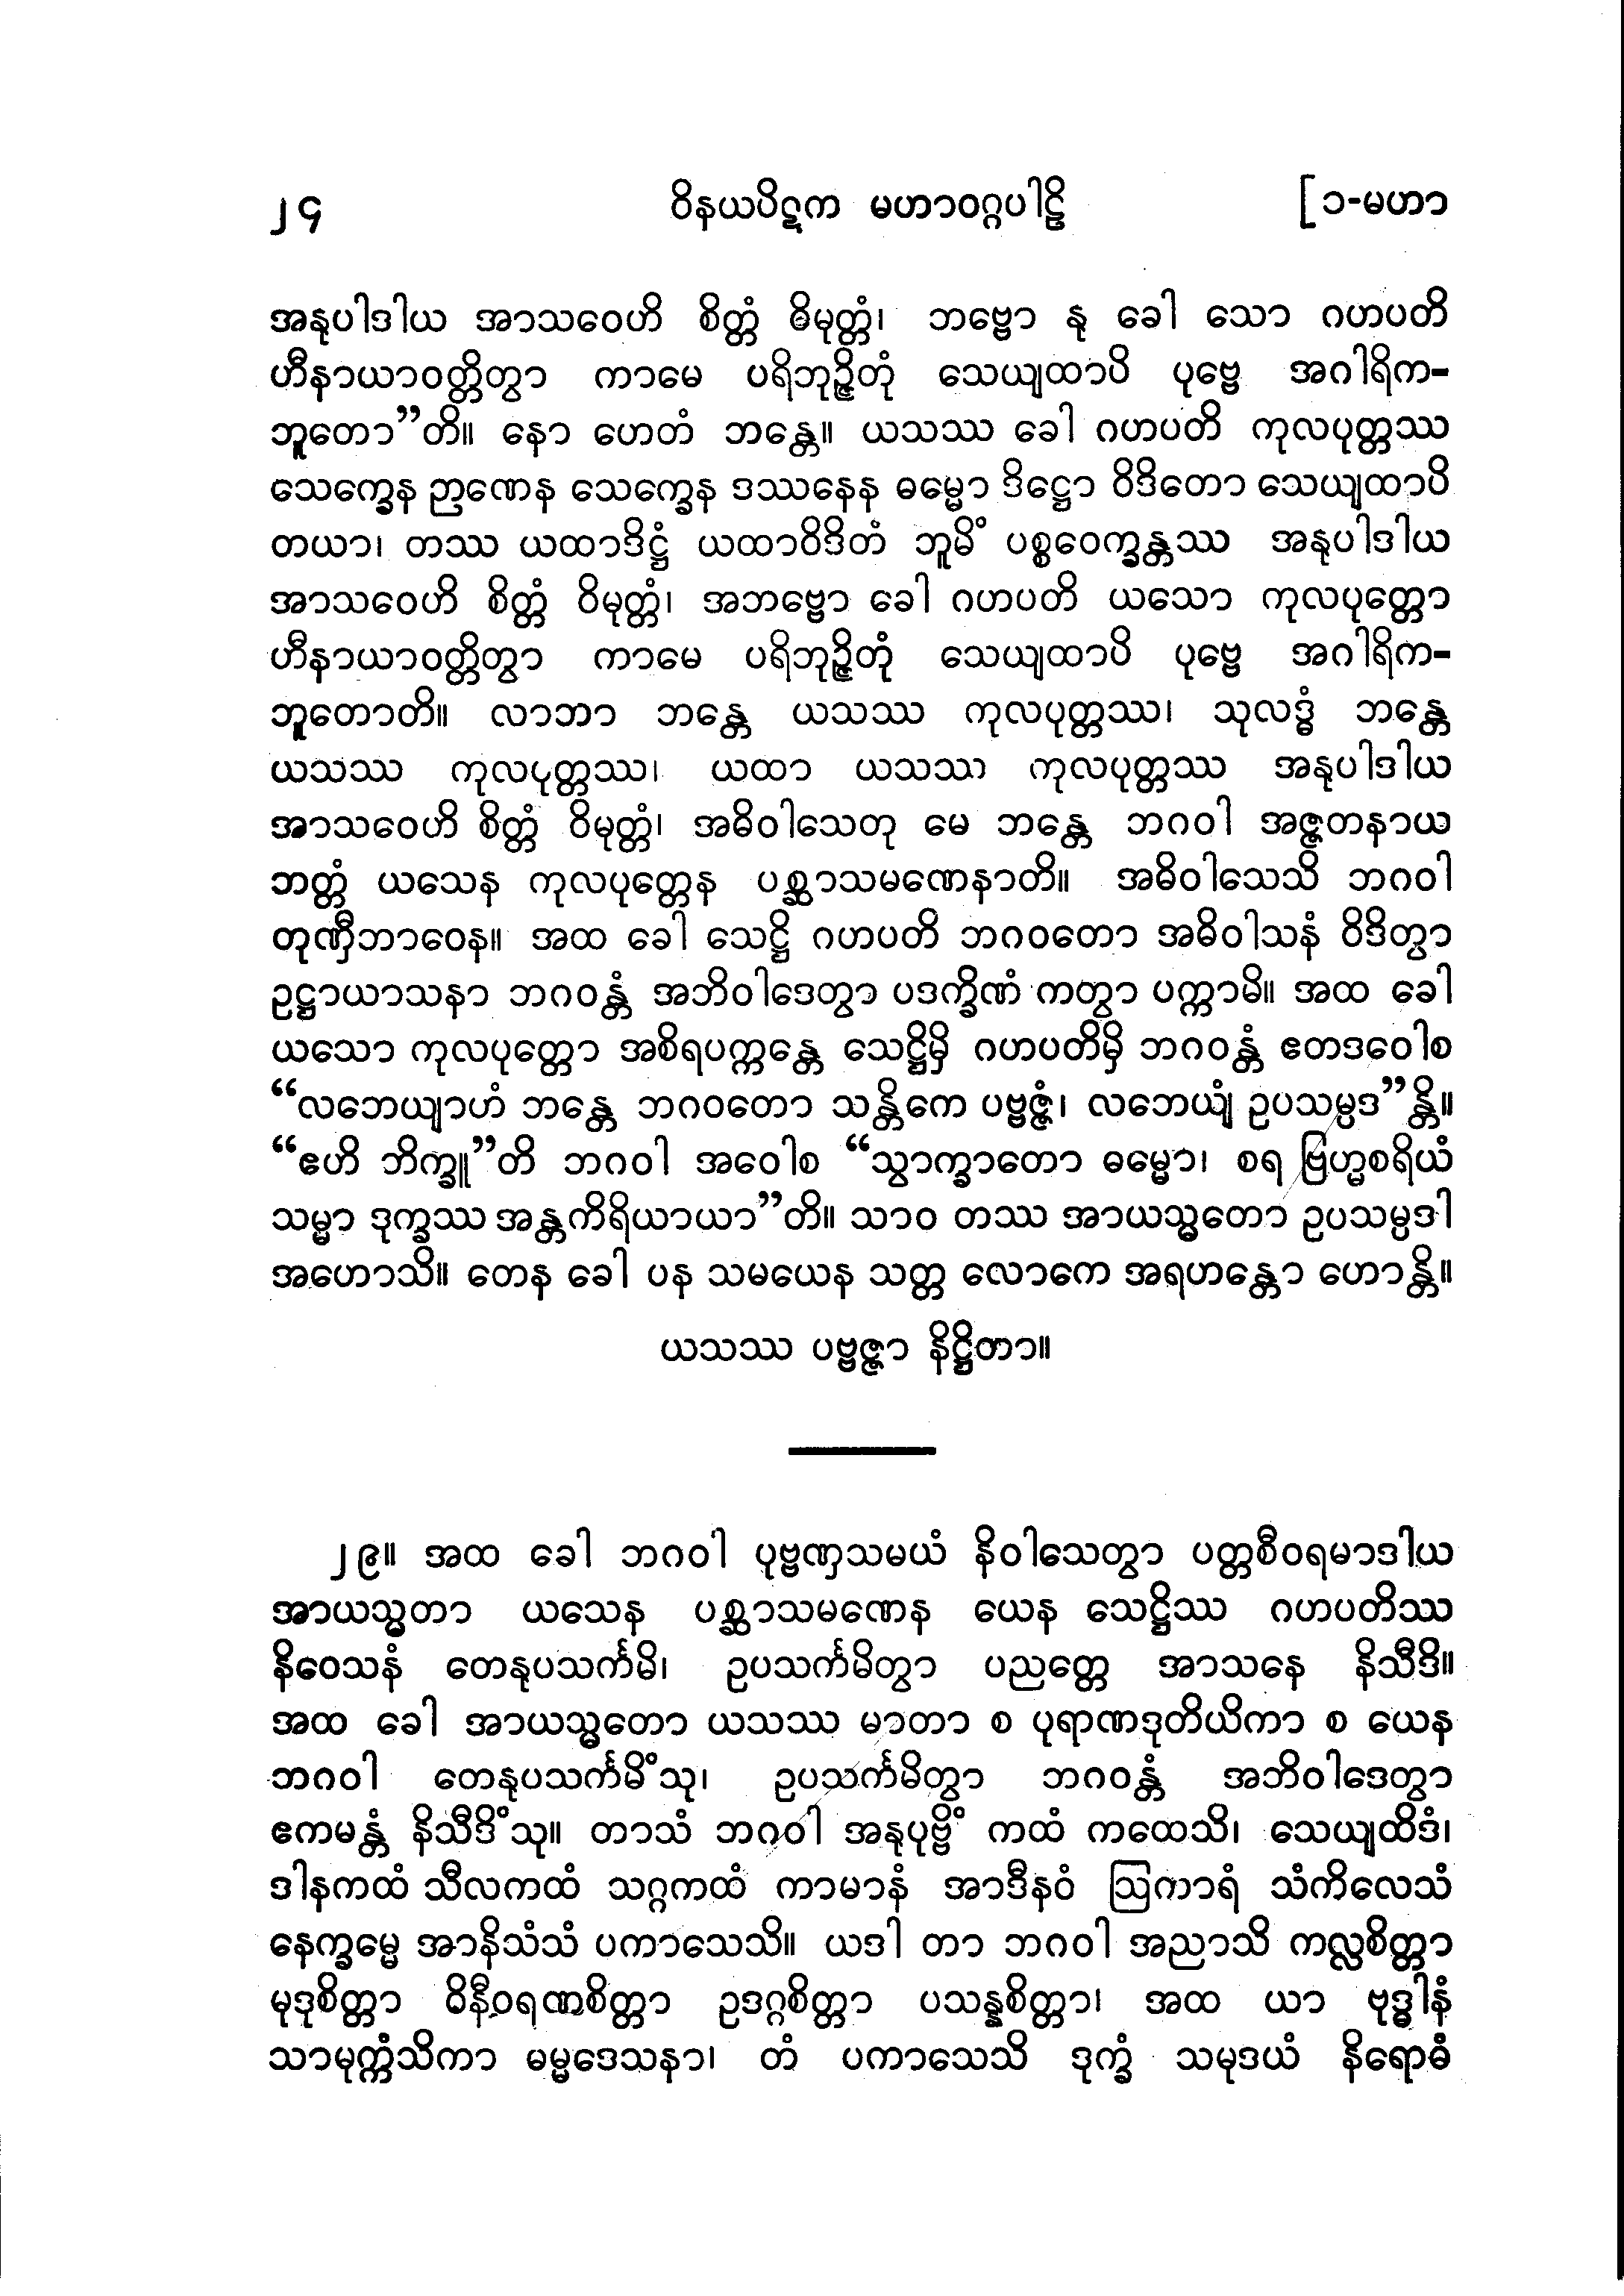 ၂၄ ဝိနယပိဋက မဟာဝဂ္ဂပါဠိ [ ၁-မဟာ
အနုပါဒါယ အာသဝေဟိ စိတ္တံ ဝိမုတ္တံ၊ ဘဗ္ဗော နု ခေါ သော ဂဟပတိ
ဟီနာယာဝတ္တိတွာ ကာမေ ပရိဘုဉ္ဇိတုံ သေယျထာပိ ပုဗ္ဗေ အဂါရိက-
ဘူတော”တိ။ နော ဟေတံ ဘန္တေ။ ယသဿ ခေါ ဂဟပတိ ကုလပုတ္တဿ
သေက္ခေန ဉာဏေန သေက္ခေန ဒဿနေန ဓမ္မော ဒိဋ္ဌော ဝိဒိတော သေယျထာပိ
တယာ၊ တဿ ယထာဒိဋ္ဌံ ယထာဝိဒိတံ ဘူမိံ ပစ္စဝေက္ခန္တဿ အနုပါဒါယ
အာသဝေဟိ စိတ္တံ ဝိမုတ္တံ၊ အဘဗ္ဗော ခေါ ဂဟပတိ ယသော ကုလပုတ္တော
ဟီနာယာဝတ္တိတွာ ကာမေ ပရိဘုဉ္ဇိတုံ သေယျထာပိ ပုဗ္ဗေ အဂါရိက-
ဘူတောတိ။ လာဘာ ဘန္တေ ယသဿ ကုလပုတ္တဿ၊ သုလဒ္ဓံ ဘန္တေ
ယသဿ ကုလပုတ္တဿ၊ ယထာ ယသဿ ကုလပုတ္တဿ အနုပါဒါယ
အာသဝေဟိ စိတ္တံ ဝိမုတ္တံ၊ အဓိဝါသေတု မေ ဘန္တေ ဘဂဝါ အဇ္ဇတနာယ
ဘတ္တံ ယသေန ကုလပုတ္တေန ပစ္ဆာသမဏေနာတိ။ အဓိဝါသေသိ ဘဂဝါ
တုဏှီဘာဝေန။ အထ ခေါ သေဋ္ဌိ ဂဟပတိ ဘဂဝတော အဓိဝါသနံ ဝိဒိတွာ
ဥဋ္ဌာယာသနာ ဘဂဝန္တံ အဘိဝါဒေတွာ ပဒက္ခိဏံ ကတွာ ပက္ကာမိ။ အထ ခေါ
ယသော ကုလပုတ္တော အစိရပက္ကန္တေ သေဋ္ဌိမှိ ဂဟပတိမှိ ဘဂဝန္တံ ဧတဒဝေါစ
“လဘေယျာဟံ ဘန္တေ ဘဂဝတော သန္တိကေ ပဗ္ဗဇ္ဇံ၊ လဘေယျံ ဥပသမ္ပဒ”န္တိ။
“ဧဟိ ဘိက္ခူ”တိ ဘဂဝါ အဝေါစ “သွာက္ခာတော ဓမ္မော၊ စရ ဗြဟ္မစရိယံ
သမ္မာ ဒုက္ခဿ အန္တကိရိယာယာ”တိ။ သာဝ တဿ အာယသ္မတော ဥပသမ္ပဒါ
အဟောသိ။ တေန ခေါ ပန သမယေန သတ္တ လောကေ အရဟန္တော ဟောန္တိ။
ယသဿ ပဗ္ဗဇ္ဇာ နိဋ္ဌိတာ။
၂၉။ အထ ခေါ ဘဂဝါ ပုဗ္ဗဏှသမယံ နိဝါသေတွာ ပတ္တစီဝရမာဒါယ
အာယသ္မတာ ယသေန ပစ္ဆာသမဏေန ယေန သေဋ္ဌိဿ ဂဟပတိဿ
နိဝေသနံ တေနုပသင်္ကမိ၊ ဥပသင်္ကမိတွာ ပညတ္တေ အာသနေ နိသီဒိ။
အထ ခေါ အာယသ္မတော ယသဿ မာတာ စ ပုရာဏဒုတိယိကာ စ ယေန
ဘဂဝါ တေနုပသင်္ကမိံသု၊ ဥပသင်္ကမိတွာ ဘဂဝန္တံ အဘိဝါဒေတွာ
ဧကမန္တံ နိသီဒိံသု။ တာသံ ဘဂဝါ အနုပုဗ္ဗိံ ကထံ ကထေသိ၊ သေယျထိဒံ၊
ဒါနကထံ သီလကထံ သဂ္ဂကထံ ကာမာနံ အာဒီနဝံ ဩကာရံ သံကိလေသံ
နေက္ခမ္မေ အာနိသံသံ ပကာသေသိ။ ယဒါ တာ ဘဂဝါ အညာသိ ကလ္လစိတ္တာ
မုဒုစိတ္တာ ဝိနီဝရဏစိတ္တာ ဥဒဂ္ဂစိတ္တာ ပသန္နစိတ္တာ၊ အထ ယာ ဗုဒ္ဓါနံ
သာမုက္ကံသိကာ ဓမ္မဒေသနာ၊ တံ ပကာသေသိ ဒုက္ခံ သမုဒယံ နိရောဓံ